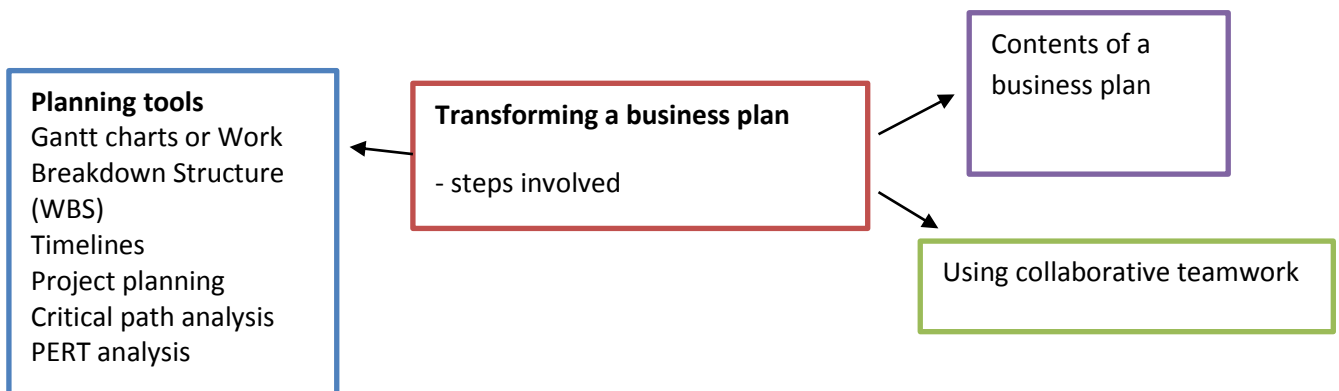 Planning tools
Gantt charts or Work
Breakdown Structure
(WBS)
Timelines
Project planning
Critical path analysis
PERT analysis
Transforming a business plan
- steps involved
Contents of a
business plan
Using collaborative teamwork